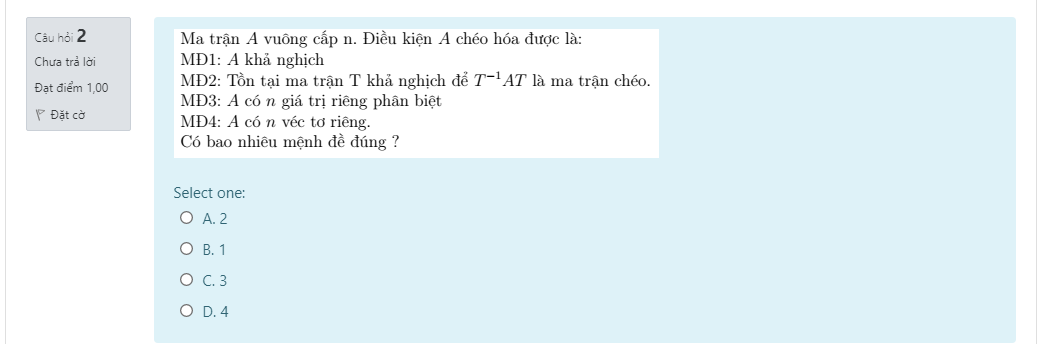 Câu hỏi 2
Chưa trả lời
Đạt điểm 1,00
Đặt cờ
Ma trận A vuông cấp n. Điều kiện A chéo hóa được là:
MĐ1: A khả nghịch
MĐ2: Tồn tại ma trận T khả nghịch để T⁻¹AT là ma trận chéo.
MĐ3: A có n giá trị riêng phân biệt
MĐ4: A có n véc tơ riêng.
Có bao nhiêu mệnh đề đúng ?
Select one:
A. 2
B. 1
C. 3
D. 4